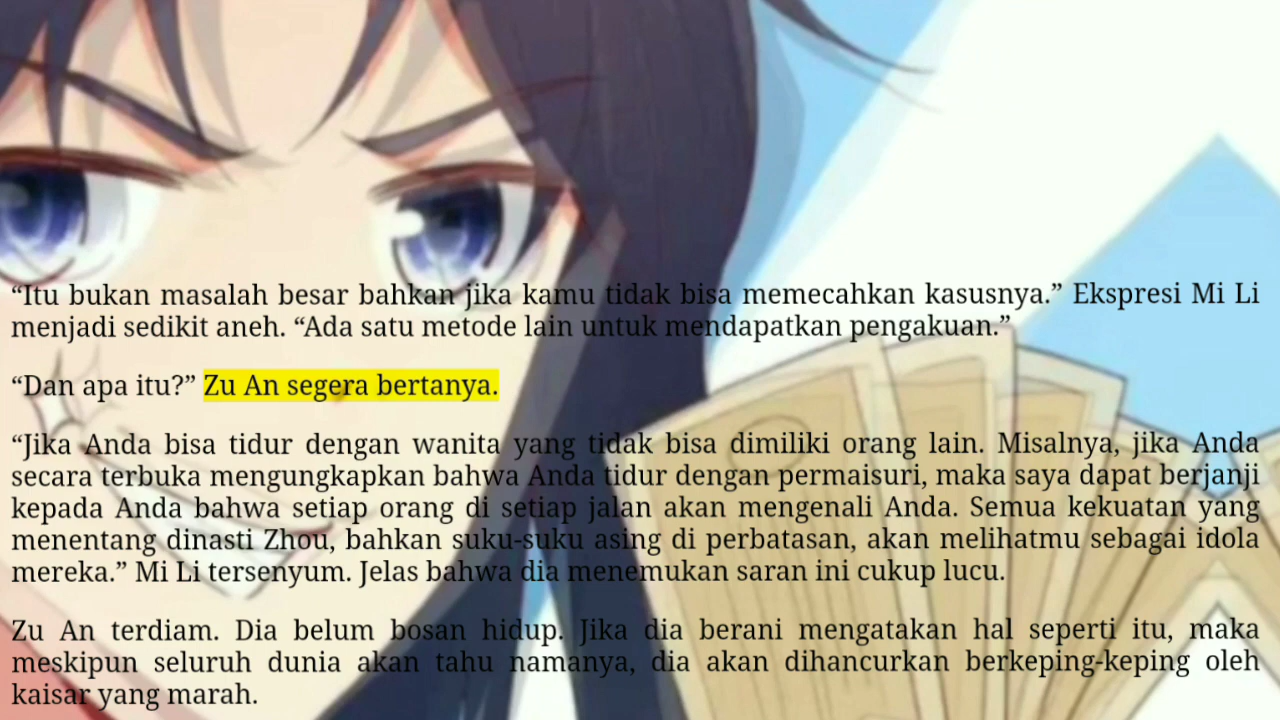 “Itu bukan masalah besar bahkan jika kamu tidak bisa memecahkan kasusnya.” Ekspresi Mi Li
menjadi sedikit aneh. “Ada satu metode lain untuk mendapatkan pengakuan.”
“Dan apa itu?” Zu An segera bertanya.
“Jika Anda bisa tidur dengan wanita yang tidak bisa dimiliki orang lain. Misalnya, jika Anda
secara terbuka mengungkapkan bahwa Anda tidur dengan permaisuri, maka saya dapat berjanji
kepada Anda bahwa setiap orang di setiap jalan akan mengenali Anda. Semua kekuatan yang
menentang dinasti Zhou, bahkan suku-suku asing di perbatasan, akan melihatmu sebagai idola
mereka.” Mi Li tersenyum. Jelas bahwa dia menemukan saran ini cukup lucu.
Zu An terdiam. Dia belum bosan hidup. Jika dia berani mengatakan hal seperti itu, maka
meskipun seluruh dunia akan tahu namanya, dia akan dihancurkan berkeping-keping oleh
kaisar yang marah.